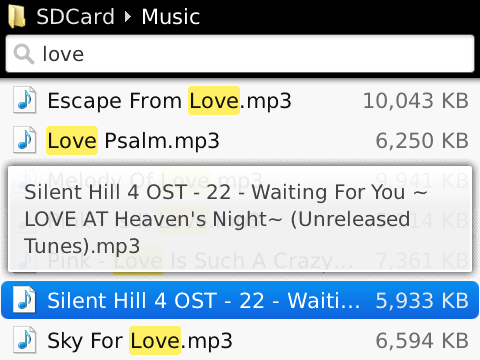 SDCard Music
love
Escape From Love.mp3 10,043 KB
Love Psalm.mp3 6,250 KB
Melody Of Love.mp3 9,941 KB
Silent Hill 4 OST - 22 - Waiting For You ~
LOVE AT Heaven's Night~ (Unreleased
Tunes).mp3
Pink - Love Is Such A Crazy... 7,361 KB
Silent Hill 4 OST - 22 - Waiti... 5,933 KB
Sky For Love.mp3 6,594 KB